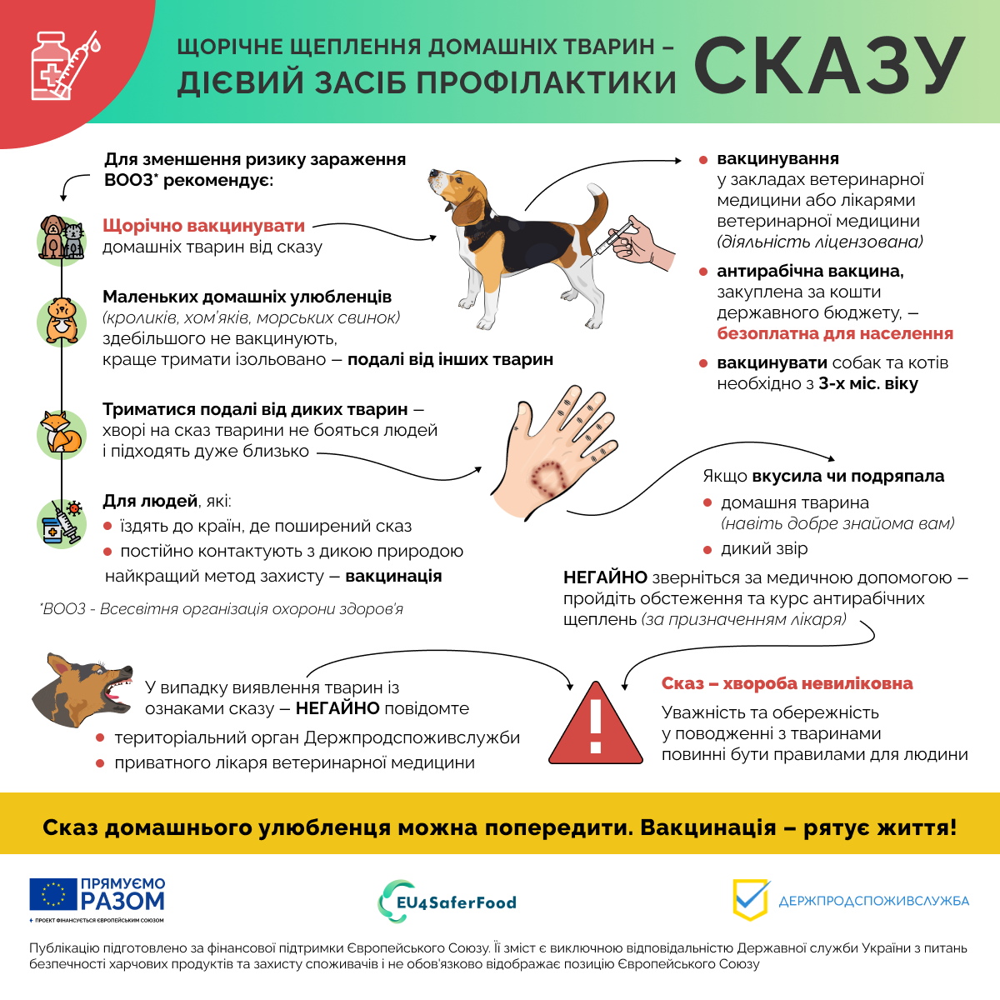 ЩОРІЧНЕ ЩЕПЛЕННЯ ДОМАШНІХ ТВАРИН –
ДІЄВИЙ ЗАСІБ ПРОФІЛАКТИКИ СКАЗУ
Для зменшення ризику зараження
ВООЗ* рекомендує:
Щорічно вакцинувати
домашніх тварин від сказу
Маленьких домашніх улюбленців
(кроликів, хом'яків, морських свинок)
здебільшого не вакцинують,
краще тримати ізольовано – подалі від інших тварин
Триматися подалі від диких тварин –
хворі на сказ тварини не бояться людей
і підходять дуже близько
Для людей, які:
їздять до країн, де поширений сказ
постійно контактують з дикою природою
найкращий метод захисту – вакцинація
*ВООЗ - Всесвітня організація охорони здоров'я
вакцинування
у закладах ветеринарної
медицини або лікарями
ветеринарної медицини
(діяльність ліцензована)
антирабічна вакцина,
закуплена за кошти
державного бюджету, –
безоплатна для населення
вакцинувати собак та котів
необхідно з 3-х міс. віку
Якщо вкусила чи подряпала
домашня тварина
(навіть добре знайома вам)
дикий звір
НЕГАЙНО зверніться за медичною допомогою –
пройдіть обстеження та курс антирабічних
щеплень (за призначенням лікаря)
У випадку виявлення тварин із
ознаками сказу – НЕГАЙНО повідомте
територіальний орган Держпродспоживслужби
приватного лікаря ветеринарної медицини
!
Сказ – хвороба невиліковна
Уважність та обережність
у поводженні з тваринами
повинні бути правилами для людини
Сказ домашнього улюбленця можна попередити. Вакцинація – рятує життя!
ПРЯМУЄМО
РАЗОМ
ПРОЕКТ ФІНАНСУЄТЬСЯ ЄВРОПЕЙСЬКИМ СОЮЗОМ
EU4SaferFood
ДЕРЖПРОДСПОЖИВСЛУЖБА
Публікацію підготовлено за фінансової підтримки Європейського Союзу. Її зміст є виключною відповідальністю Державної служби України з питань
безпечності харчових продуктів та захисту споживачів і не обов'язково відображає позицію Європейського Союзу